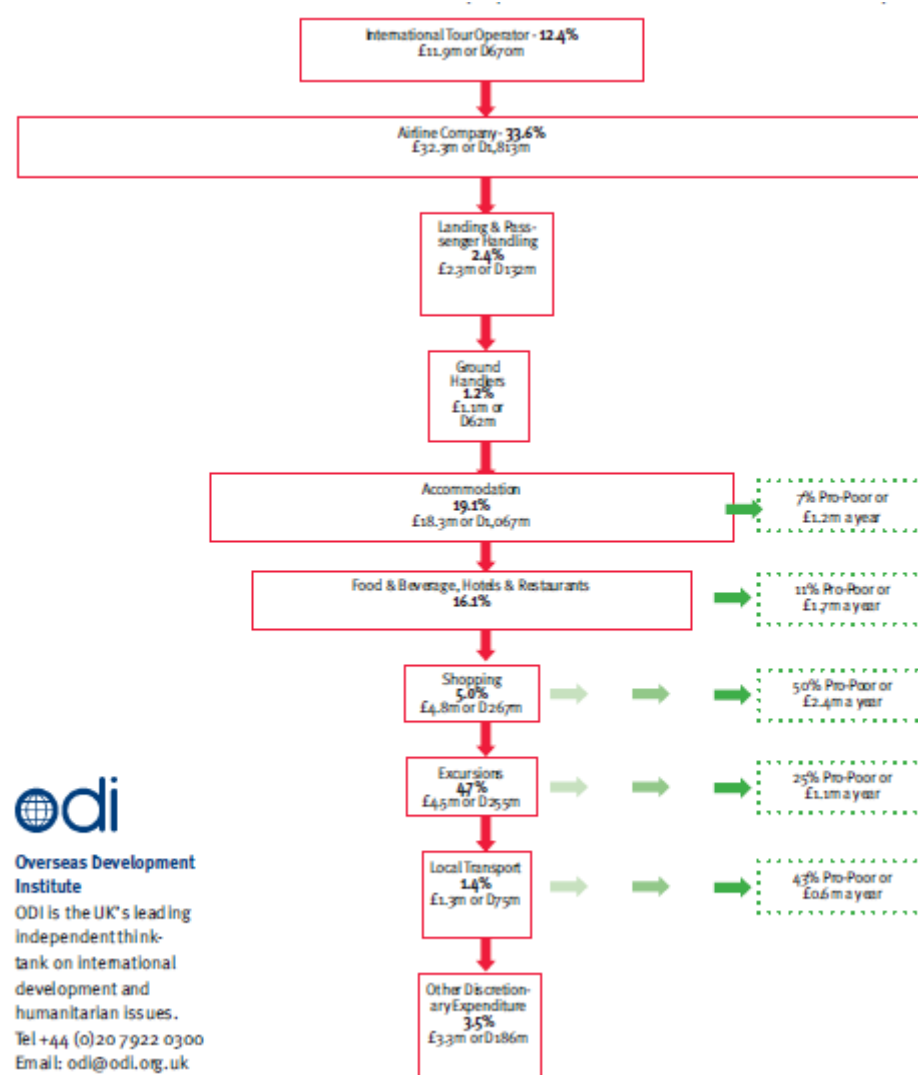 International Tour Operator - 12.4%
£11.9m or D670m
Airline Company- 33.6%
£32.3m or D1,813m
Landing & Pass-
senger Handling
2.4%
£2.3m or D132m
Ground
Handlers
1.2%
£1.1m or
D62m
Accommodation
19.1%
£18.3m or D1,067m
7% Pro-Poor or
£1.2m a year
Food & Beverage, Hotels & Restaurants
16.1%
11% Pro-Poor or
£1.7m a year
Shopping
5.0%
£4.8m or D267m
50% Pro-Poor or
£2.4m a year
Excursions
4.7%
£4.5m or D255m
25% Pro-Poor or
£1.1m a year
Local Transport
1.4%
£1.3m or D75m
43% Pro-Poor or
£0.6m a year
Other Discretion-
ary Expenditure
3.5%
£3.3m or D186m
odi
Overseas Development
Institute
ODI is the UK's leading
independent think-
tank on international
development and
humanitarian issues.
Tel +44 (0)20 7922 0300
Email: odi@odi.org.uk